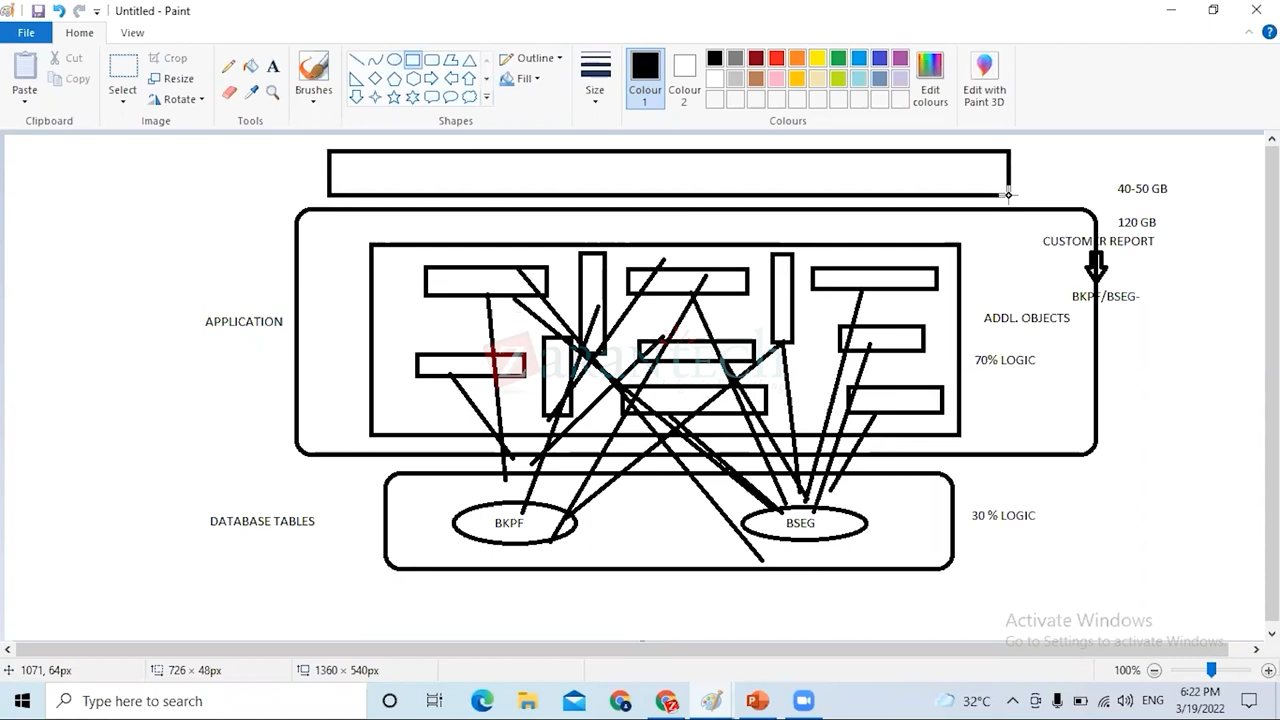 Untitled - Paint
File
Home
View
Paste
Cut
Copy
Clipboard
Select
Crop
Resize
Rotate
Image
Tools
Brushes
Outline
Fill
Shapes
Size
Colour 1
Colour 2
Edit colours
Edit with Paint 3D
Colours
40-50 GB
120 GB
CUSTOMER REPORT
BKPF/BSEG-
ADDL. OBJECTS
APPLICATION
70% LOGIC
DATABASE TABLES
BKPF
BSEG
30 % LOGIC
Activate Windows
Go to Settings to activate Windows.
1071, 64px
726 × 48px
1360 × 540px
100%
Type here to search
32°C
ENG
6:22 PM
3/19/2022